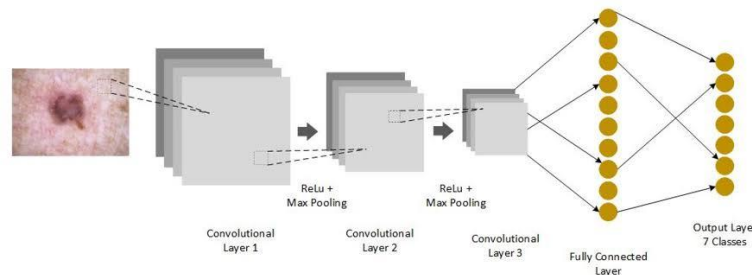 ReLu +
Max Pooling
ReLu +
Max Pooling
Convolutional
Layer 1
Convolutional
Layer 2
Convolutional
Layer 3
Fully Connected
Layer
Output Laye
7 Classes